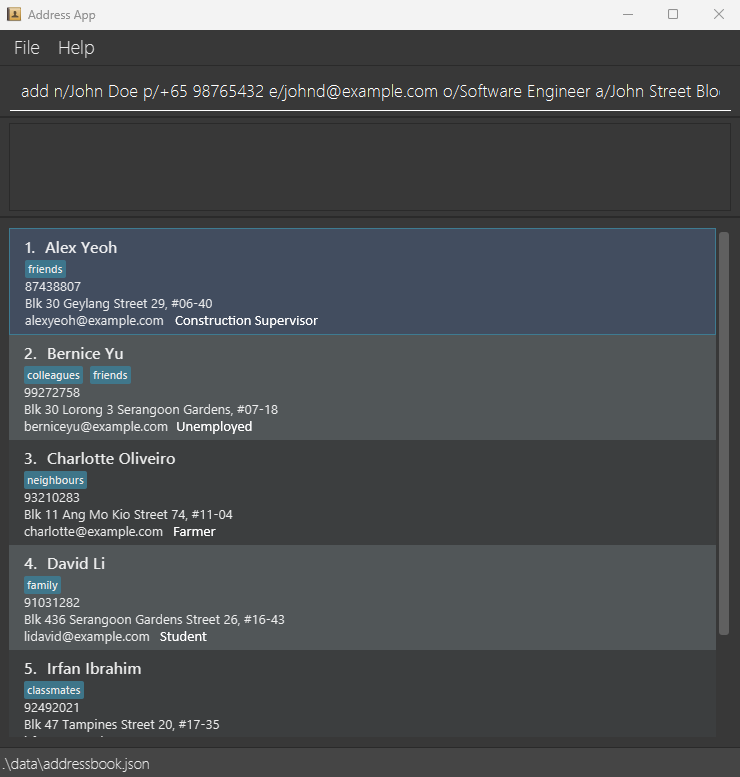 Address App
File Help
add n/John Doe p/+65 98765432 e/johnd@example.com o/Software Engineer a/John Street Blo
1. Alex Yeoh
friends
87438807
Blk 30 Geylang Street 29, #06-40
alexyeoh@example.com Construction Supervisor
2. Bernice Yu
colleagues friends
99272758
Blk 30 Lorong 3 Serangoon Gardens, #07-18
berniceyu@example.com Unemployed
3. Charlotte Oliveiro
neighbours
93210283
Blk 11 Ang Mo Kio Street 74, #11-04
charlotte@example.com Farmer
4. David Li
family
91031282
Blk 436 Serangoon Gardens Street 26, #16-43
lidavid@example.com Student
5. Irfan Ibrahim
classmates
92492021
Blk 47 Tampines Street 20, #17-35
.\data\addressbook.json